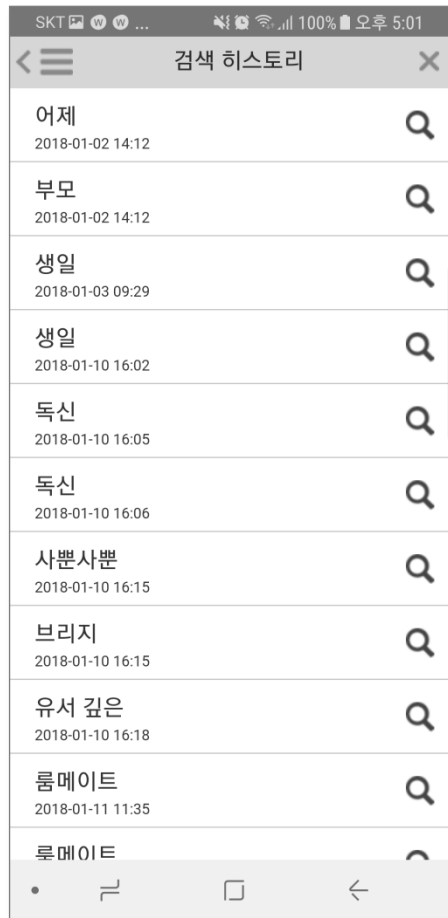 SKT W W ... 100% 오후 5:01
검색 히스토리
어제
2018-01-02 14:12
부모
2018-01-02 14:12
생일
2018-01-03 09:29
생일
2018-01-10 16:02
독신
2018-01-10 16:05
독신
2018-01-10 16:06
사뿐사뿐
2018-01-10 16:15
브리지
2018-01-10 16:15
유서 깊은
2018-01-10 16:18
룸메이트
2018-01-11 11:35
룸메이트